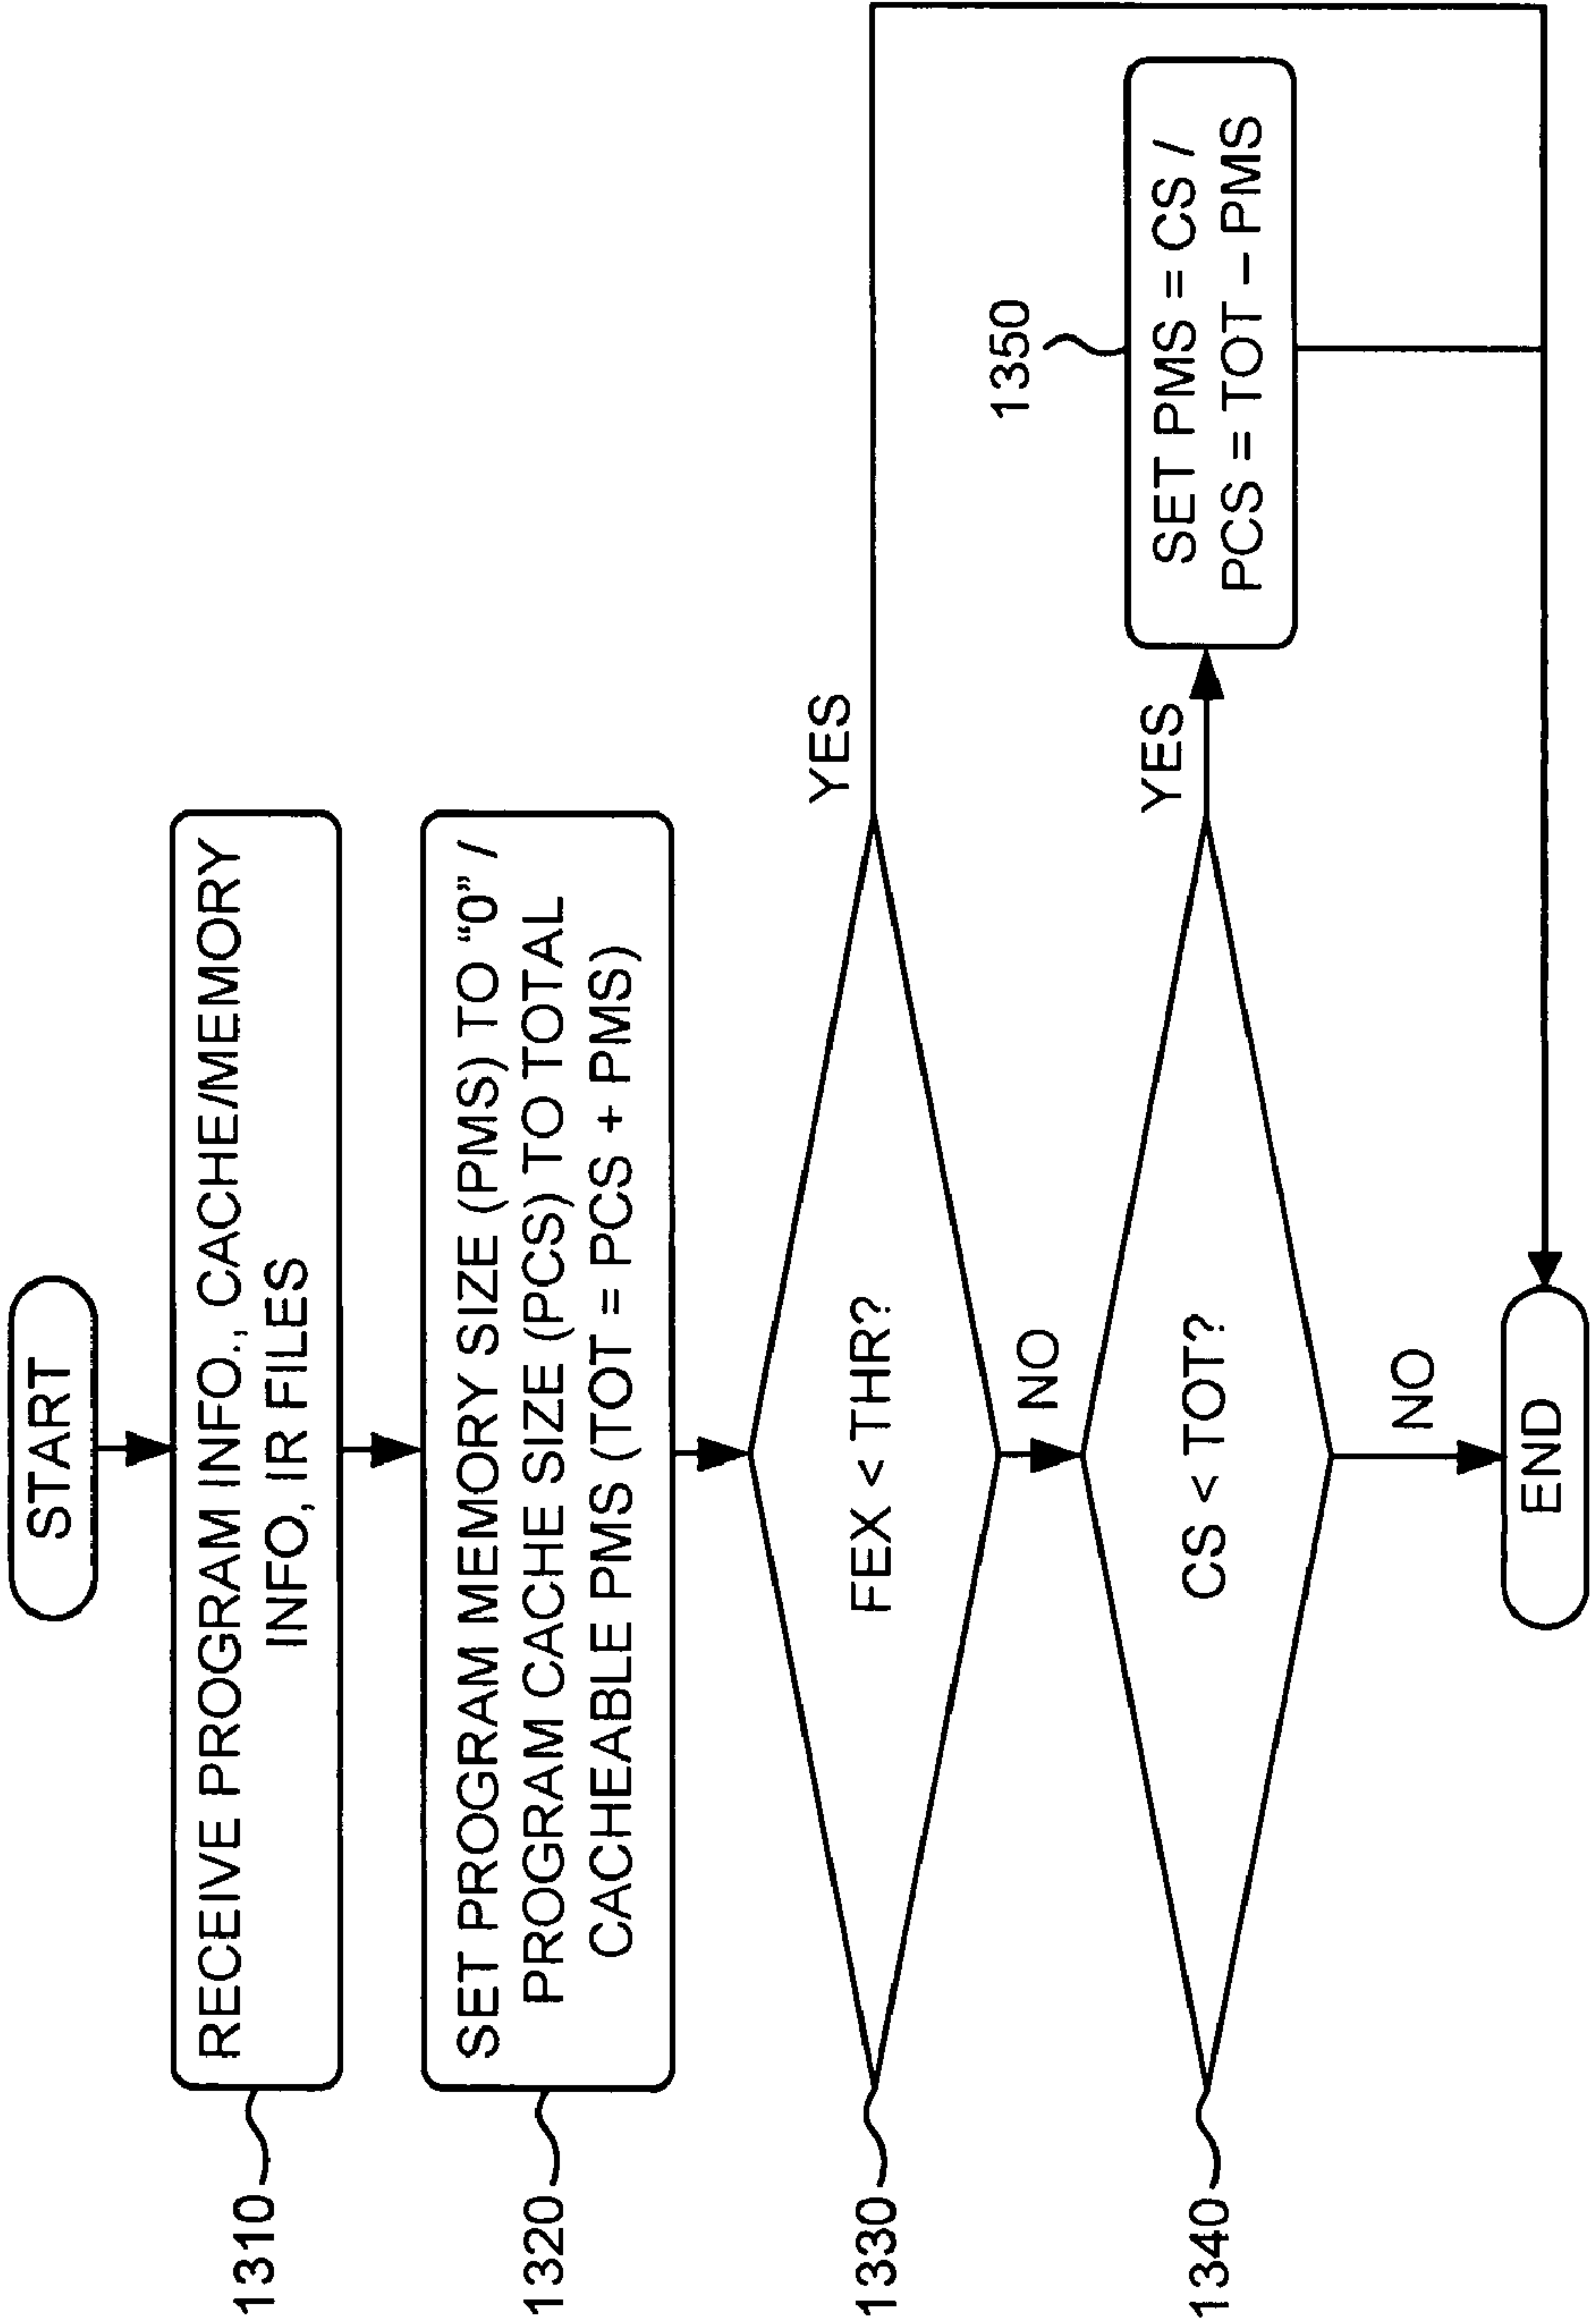 START
1310
RECEIVE PROGRAM INFO., CACHE/MEMORY
INFO, IR FILES
1320
SET PROGRAM MEMORY SIZE (PMS) TO “0” /
PROGRAM CACHE SIZE (PCS) TO TOTAL
CACHEABLE PMS (TOT = PCS + PMS)
1330
FEX < THR?
YES
NO
1340
CS < TOT?
YES
1350
SET PMS = CS /
PCS = TOT – PMS
NO
END